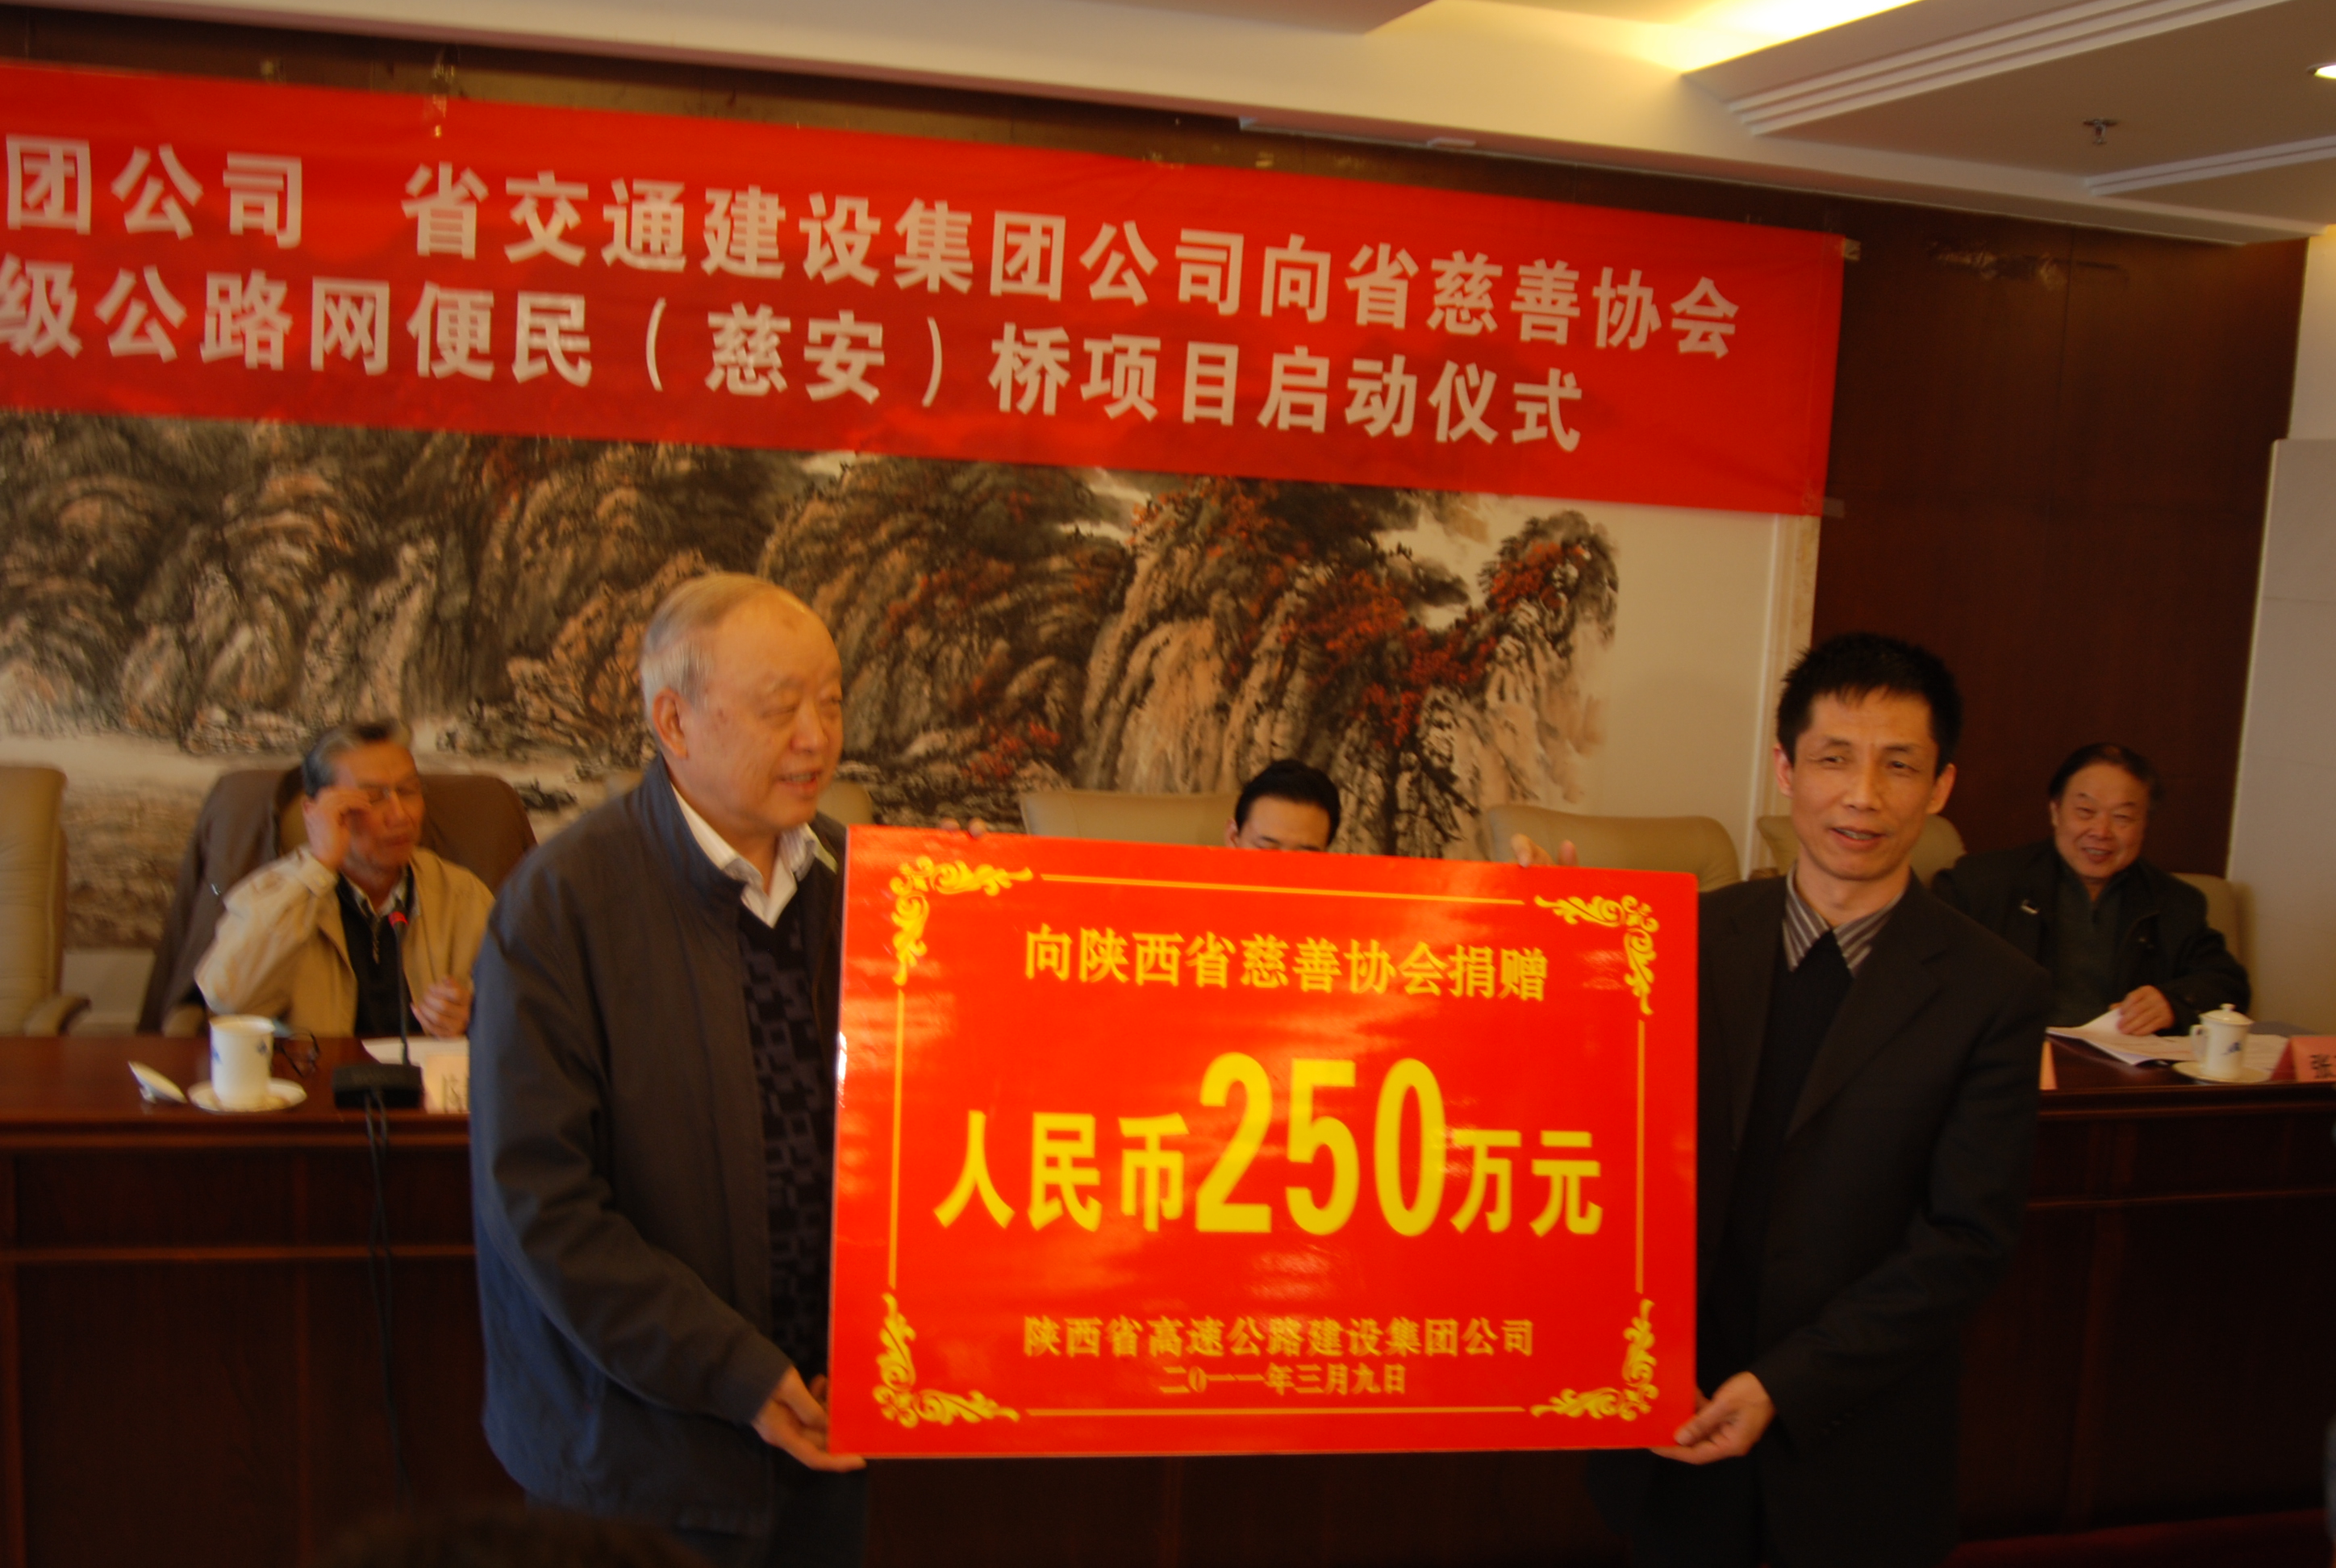 团公司 省交通建设集团公司向省慈善协会
级公路网便民（慈安）桥项目启动仪式
向陕西省慈善协会捐赠
人民币250万元
陕西省高速公路建设集团公司
二0一一年三月九日
张